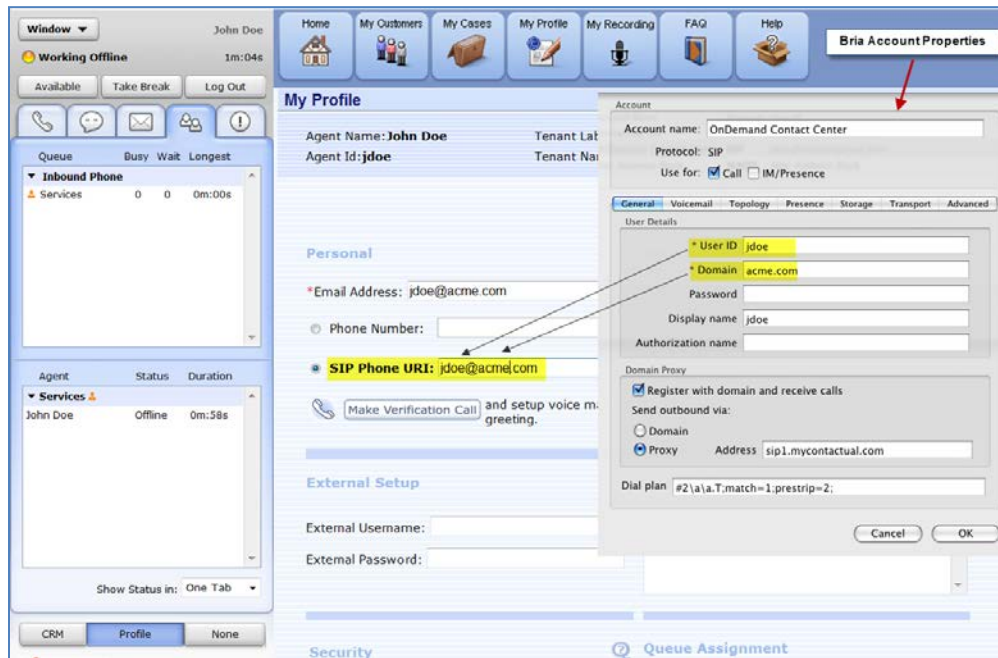 Window
John Doe
Working Offline
1m:04s
Available
Take Break
Log Out
Queue Busy Wait Longest
Inbound Phone
Services 0 0 0m:00s
Agent Status Duration
Services
John Doe Offline 0m:58s
Show Status in: One Tab
CRM
Profile
None
Home
My Customers
My Cases
My Profile
My Recording
FAQ
Help
Bria Account Properties
My Profile
Agent Name: John Doe
Tenant Lab
Agent Id: jdoe
Tenant Na
Personal
*Email Address: jdoe@acme.com
Phone Number:
SIP Phone URI: jdoe@acme.com
Make Verification Call and setup voice m
greeting.
External Setup
External Username:
External Password:
Security
Queue Assignment
Account
Account name: OnDemand Contact Center
Protocol: SIP
Use for: Call IM/Presence
General Voicemail Topology Presence Storage Transport Advanced
User Details
* User ID jdoe
* Domain acme.com
Password
Display name jdoe
Authorization name
Domain Proxy
Register with domain and receive calls
Send outbound via:
Domain
Proxy Address sip1.mycontactual.com
Dial plan #2\a\a.T;match=1;prestrip=2;
Cancel
OK